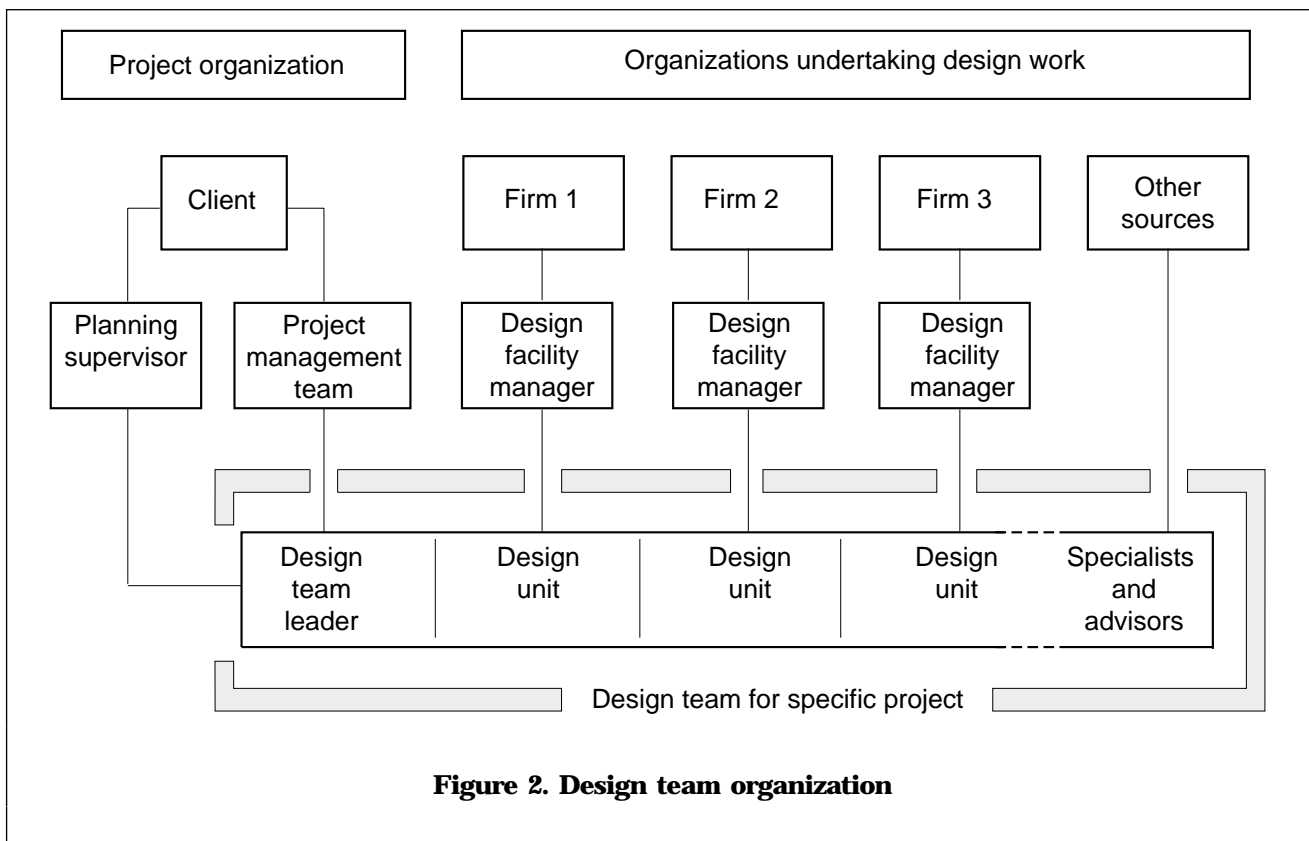 Project organization
Organizations undertaking design work
Client
Firm 1
Firm 2
Firm 3
Other
sources
Planning
supervisor
Project
management
team
Design
facility
manager
Design
facility
manager
Design
facility
manager
Design
team
leader
Design
unit
Design
unit
Design
unit
Specialists
and
advisors
Design team for specific project
Figure 2. Design team organization